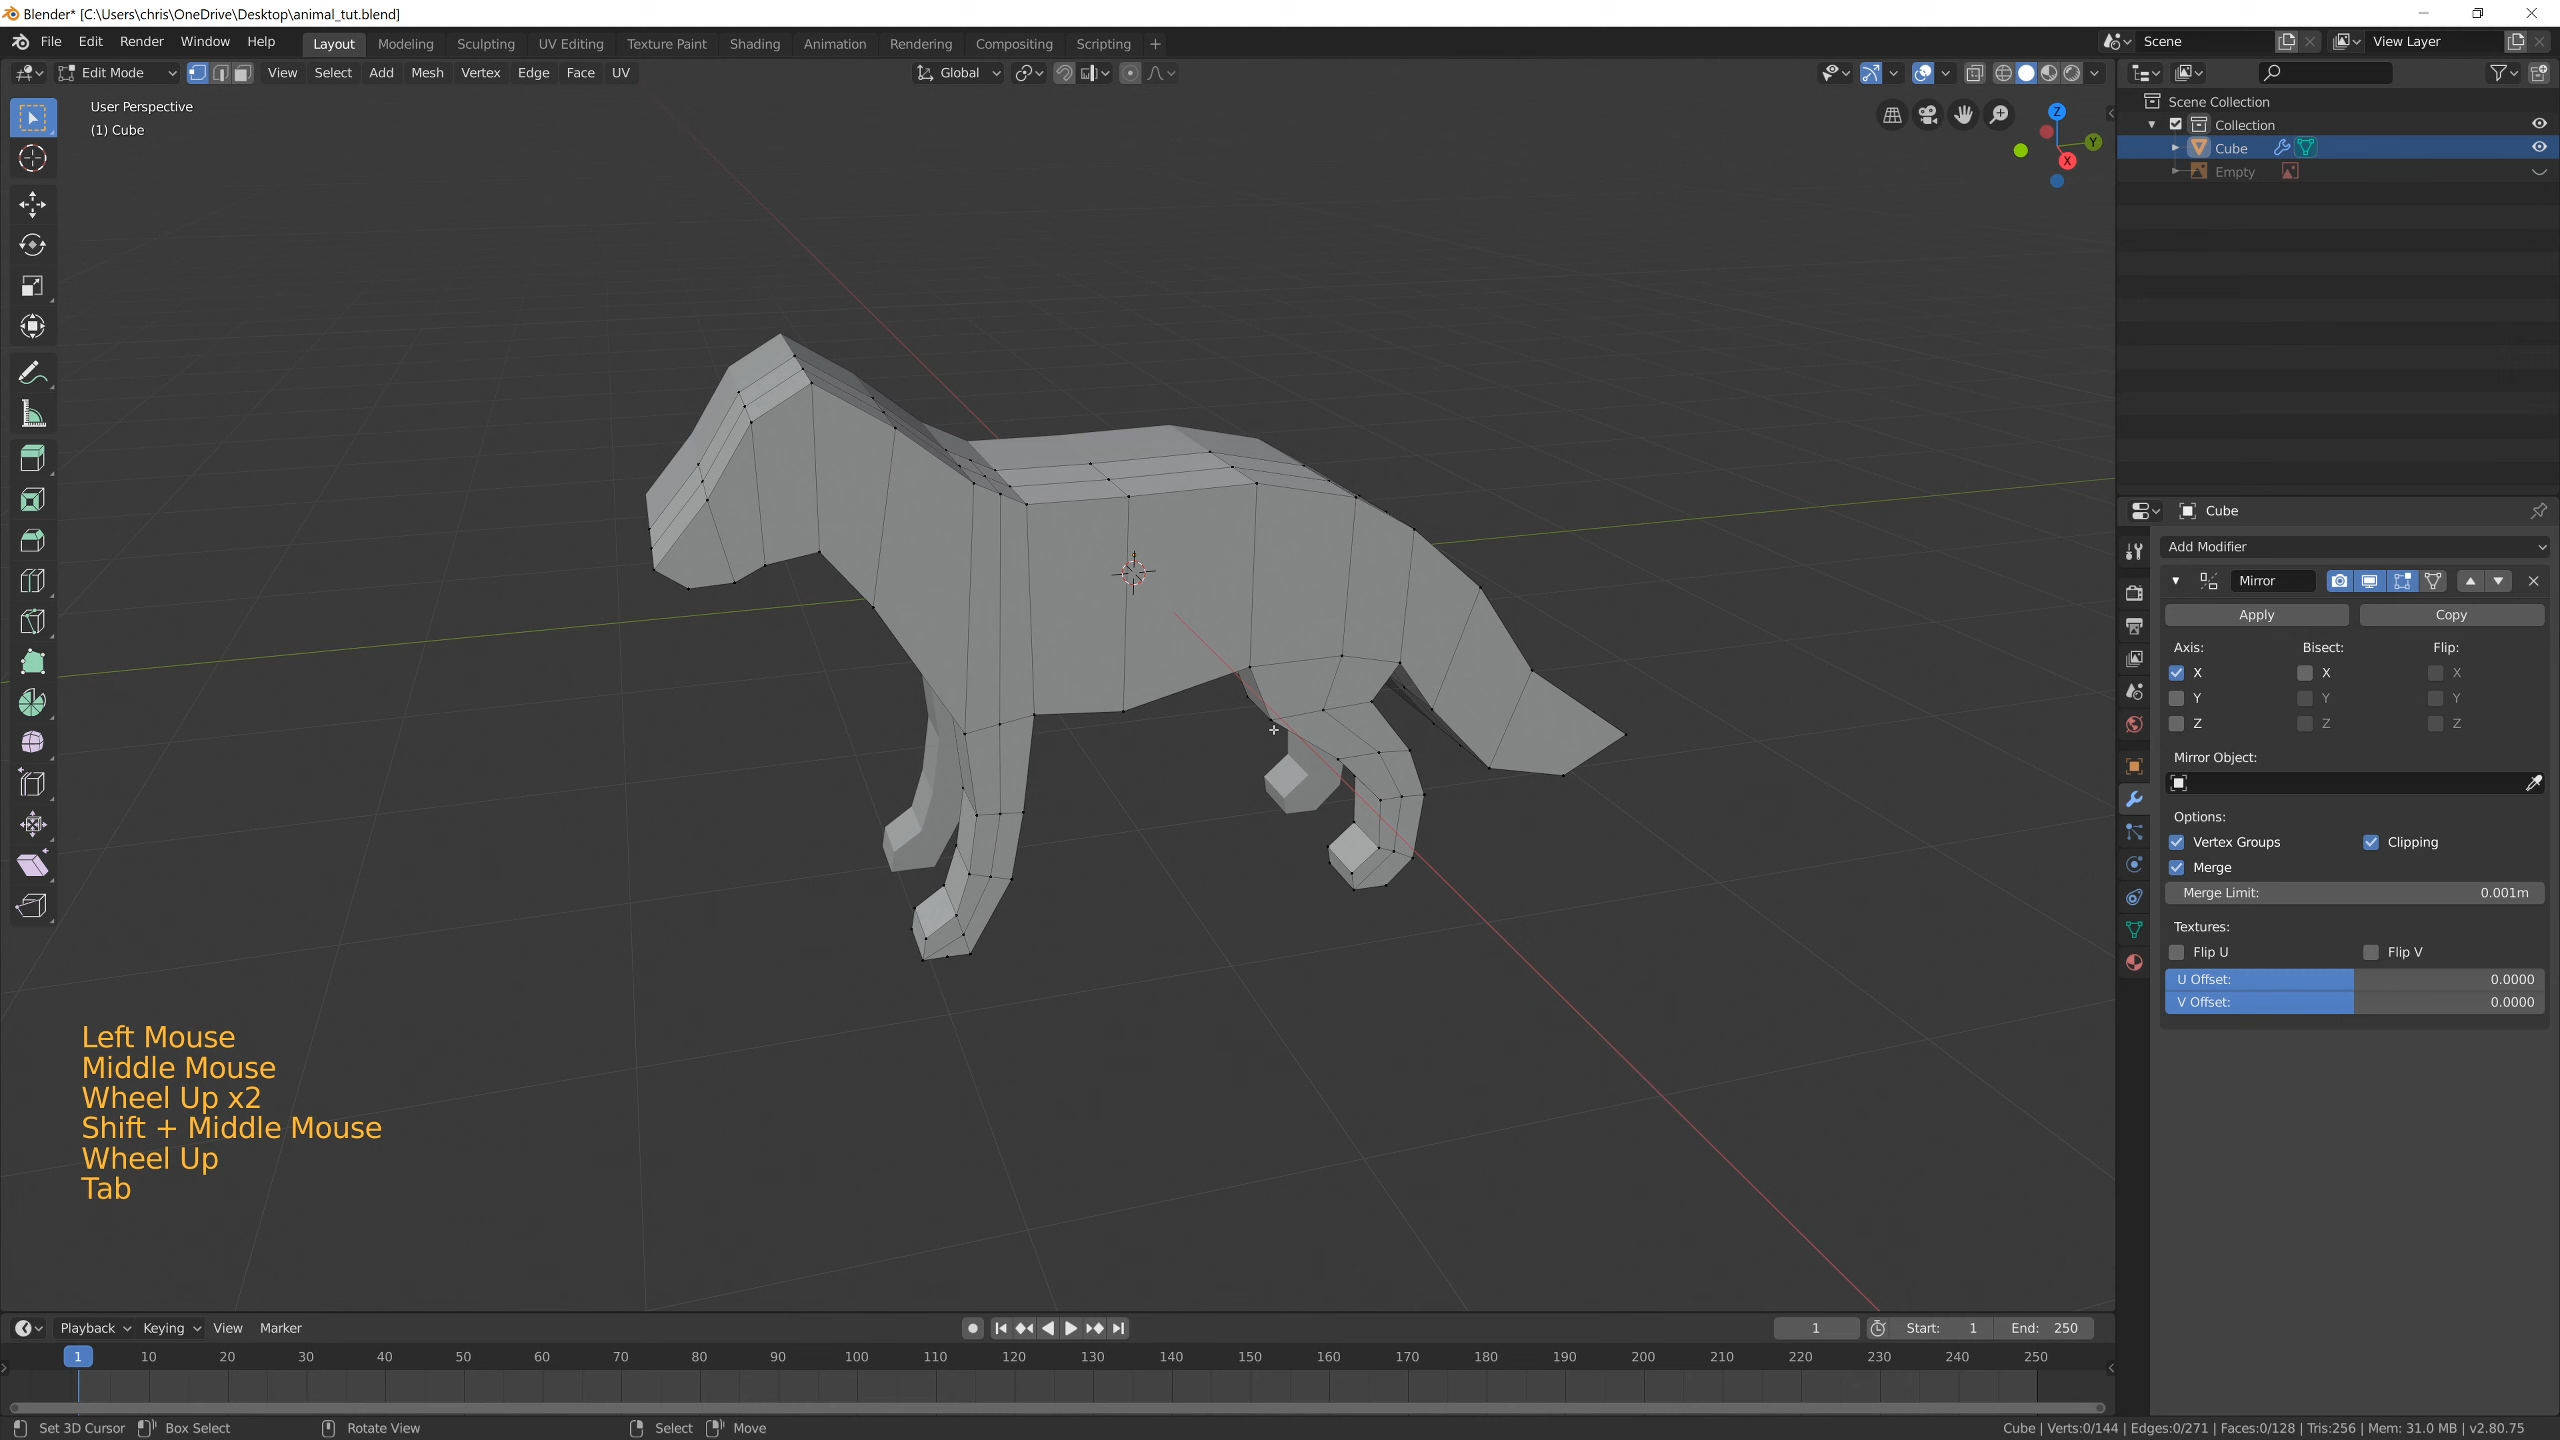 Blender* [C:\Users\chris\OneDrive\Desktop\animal_tut.blend]
File Edit Render Window Help Layout Modeling Sculpting UV Editing Texture Paint Shading Animation Rendering Compositing Scripting + Scene View Layer
Edit Mode View Select Add Mesh Vertex Edge Face UV Global
User Perspective
(1) Cube
Z
Y
X
Scene Collection
Collection
Cube
Empty
Cube
Add Modifier
Mirror
Apply Copy
Axis: Bisect: Flip:
X X X
Y Y Y
Z Z Z
Mirror Object:
Options:
Vertex Groups Clipping
Merge
Merge Limit: 0.001m
Textures:
Flip U Flip V
U Offset: 0.0000
V Offset: 0.0000
Left Mouse
Middle Mouse
Wheel Up x2
Shift + Middle Mouse
Wheel Up
Tab
Playback Keying View Marker 1 Start: 1 End: 250
1 10 20 30 40 50 60 70 80 90 100 110 120 130 140 150 160 170 180 190 200 210 220 230 240 250
Set 3D Cursor Box Select Rotate View Select Move Cube | Verts:0/144 | Edges:0/271 | Faces:0/128 | Tris:256 | Mem: 31.0 MB | v2.80.75